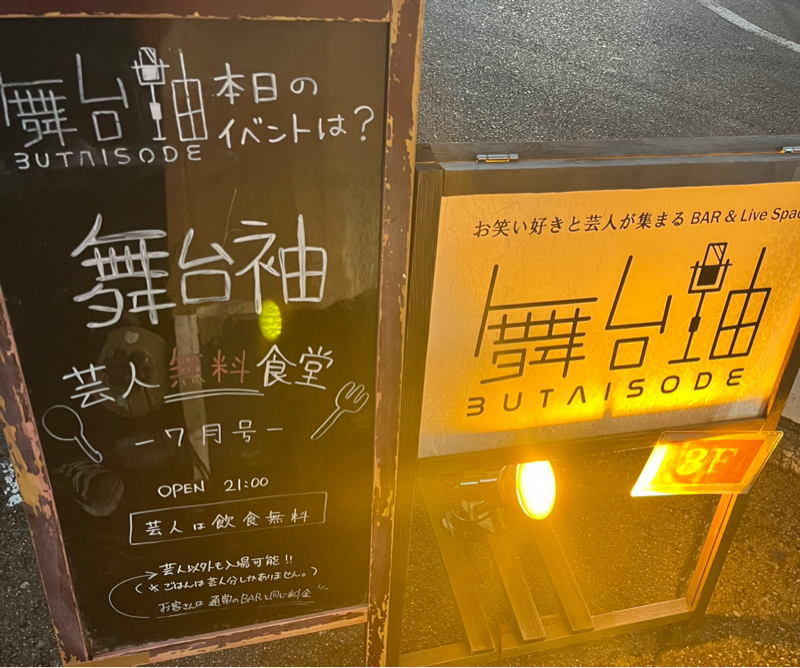 舞台袖 本日の
BUTAISODE イベントは?
舞台袖
芸人無料食堂
-7月号-
OPEN 21:00
芸人は飲食無料
→芸人以外も入場可能!!
(※ごはんは芸人分しかありません。)
お客さんは通常のBARと同じ料金
お笑い好きと芸人が集まる BAR & Live Spac
舞台袖
BUTAISODE
3F